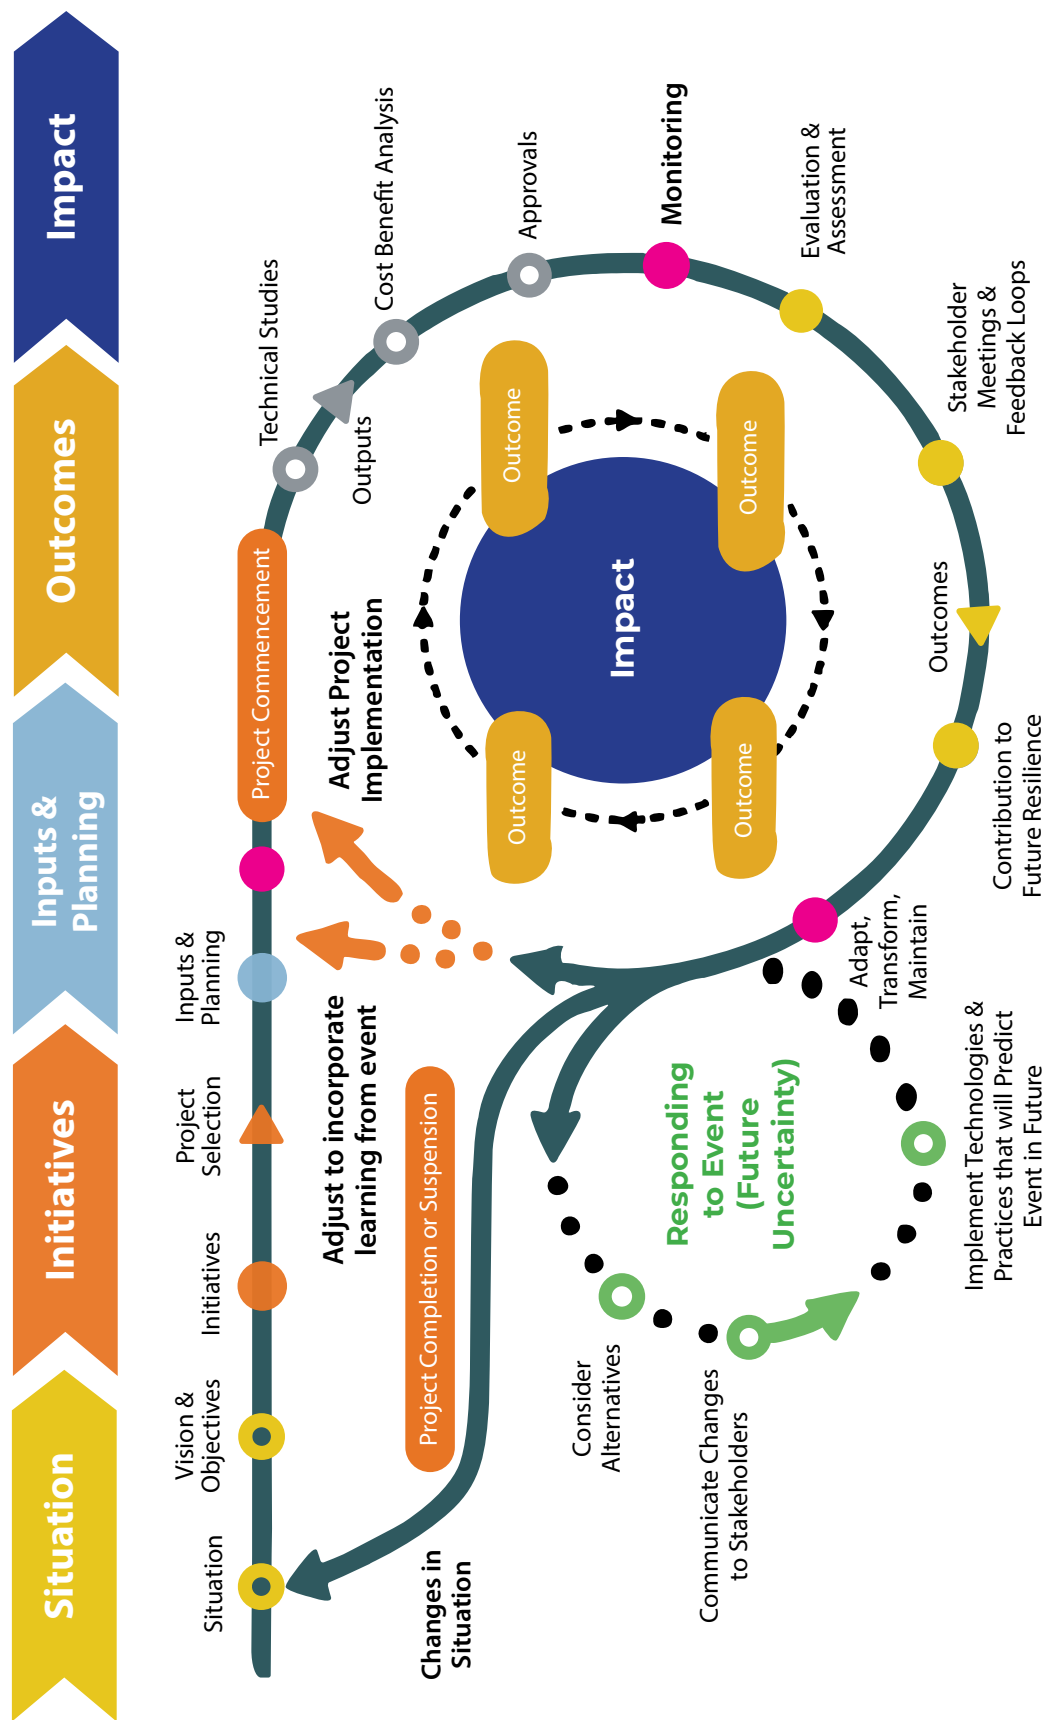 Situation
Initiatives
Inputs &
Planning
Outcomes
Impact
Situation
Vision &
Objectives
Initiatives
Project
Selection
Inputs &
Planning
Project Commencement
Technical Studies
Outputs
Cost Benefit Analysis
Approvals
Monitoring
Evaluation &
Assessment
Stakeholder
Meetings &
Feedback Loops
Outcomes
Contribution to
Future Resilience
Adapt,
Transform,
Maintain
Adjust Project
Implementation
Adjust to incorporate
learning from event
Project Completion or Suspension
Changes in
Situation
Outcome
Outcome
Impact
Outcome
Outcome
Responding
to Event
(Future
Uncertainty)
Consider
Alternatives
Communicate Changes
to Stakeholders
Implement Technologies &
Practices that will Predict
Event in Future